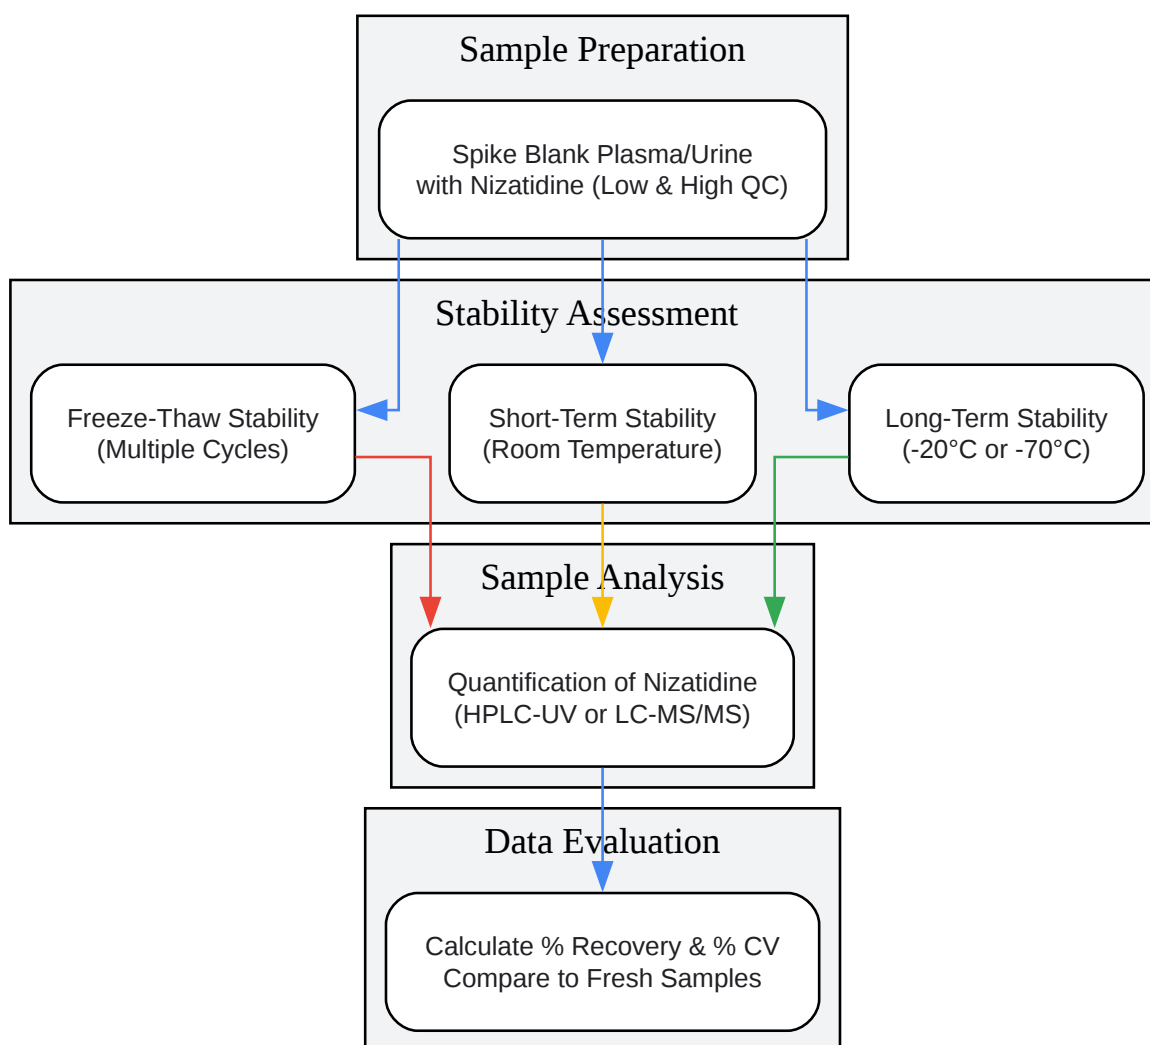 Sample Preparation
Spike Blank Plasma/Urine
with Nizatidine (Low & High QC)
Stability Assessment
Freeze-Thaw Stability
(Multiple Cycles)
Short-Term Stability
(Room Temperature)
Long-Term Stability
(-20°C or -70°C)
Sample Analysis
Quantification of Nizatidine
(HPLC-UV or LC-MS/MS)
Data Evaluation
Calculate % Recovery & % CV
Compare to Fresh Samples